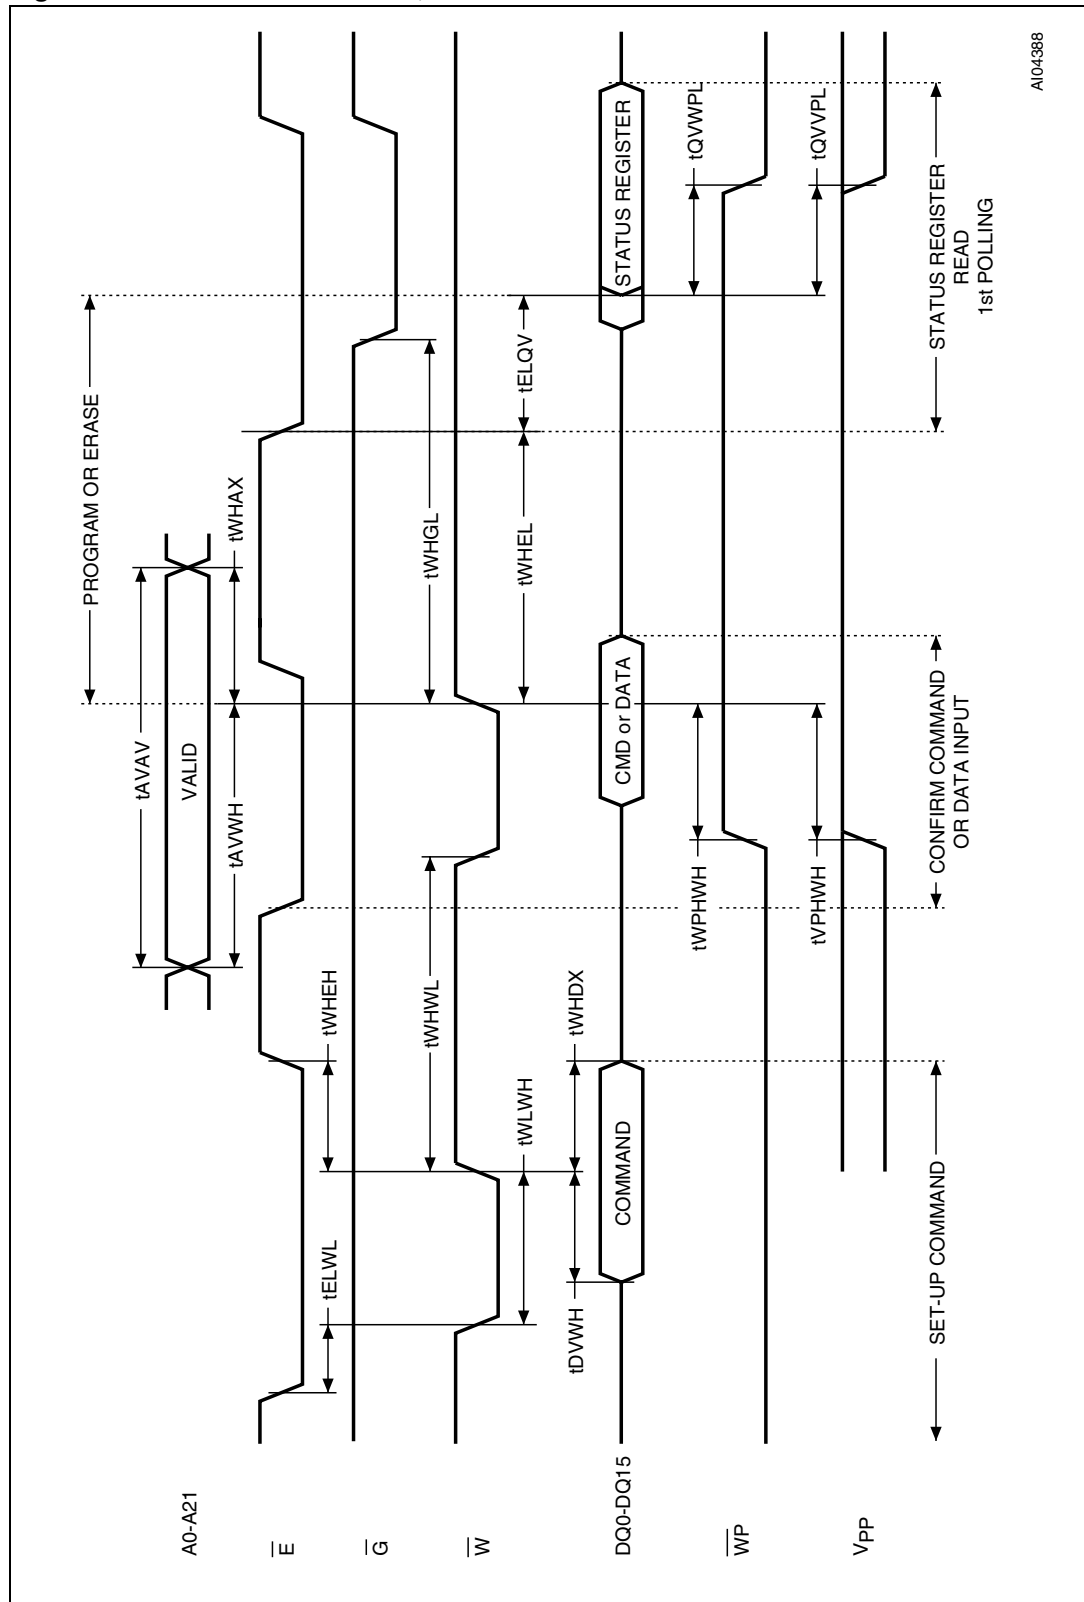 PROGRAM OR ERASE
tAVAV
A0-A21
VALID
tAVWH
tWHAX
E
tELWL
tWHEH
G
tWHWL
tWHGL
W
tWLWH
tWHEL
tELQV
tDVWH
tWHDX
DQ0-DQ15
COMMAND
CMD or DATA
STATUS REGISTER
tWPHWH
tQVWPL
WP
tVPHWH
tQVVPL
VPP
SET-UP COMMAND
CONFIRM COMMAND
OR DATA INPUT
STATUS REGISTER
READ
1st POLLING
AI04388